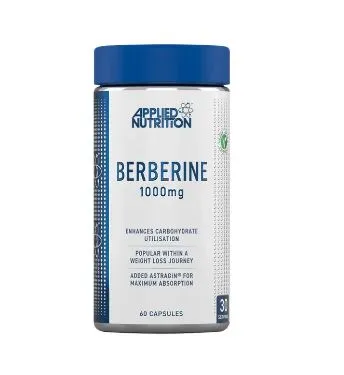 APPLIED
NUTRITION
BERBERINE
1000mg
ENHANCES CARBOHYDRATE
UTILISATION
POPULAR WITHIN A
WEIGHT LOSS JOURNEY
ADDED ASTRAGIN® FOR
MAXIMUM ABSORPTION
60 CAPSULES
30